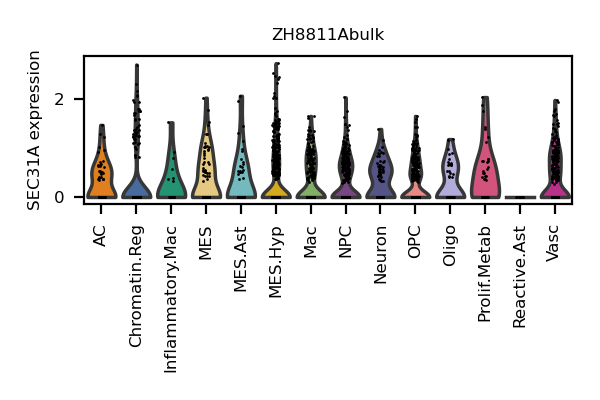 ZH8811Abulk
SEC31A expression
2
0
AC
Chromatin.Reg
Inflammatory.Mac
MES
MES.Ast
MES.Hyp
Mac
NPC
Neuron
OPC
Oligo
Prolif.Metab
Reactive.Ast
Vasc